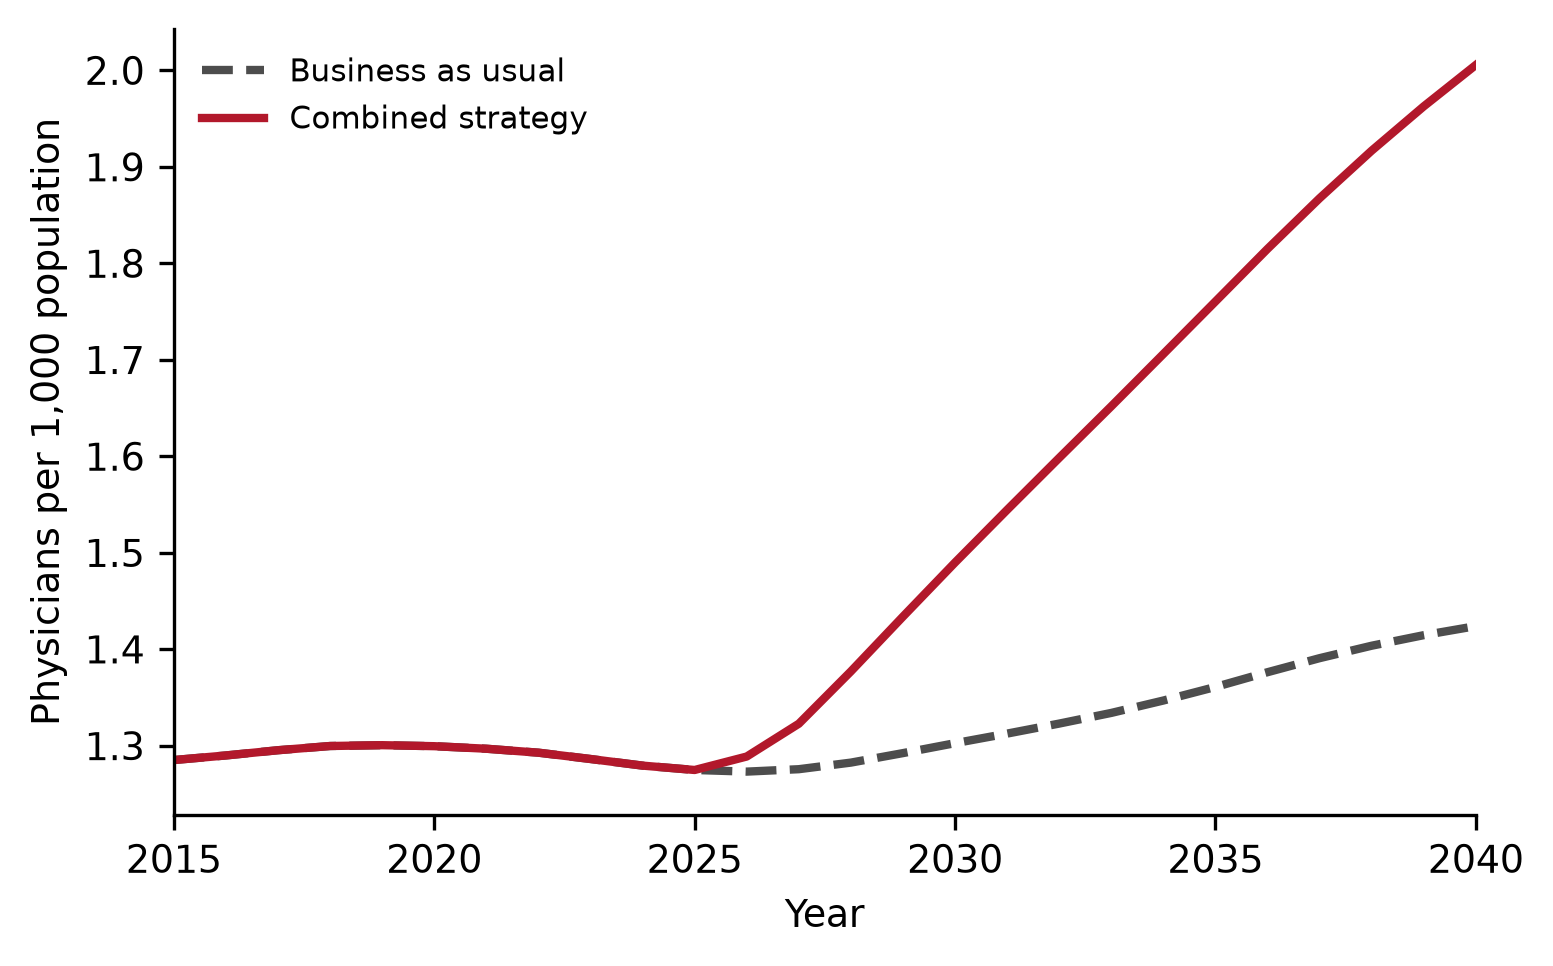 Business as usual
Combined strategy
Physicians per 1,000 population
2.0
1.9
1.8
1.7
1.6
1.5
1.4
1.3
2015 2020 2025 2030 2035 2040
Year